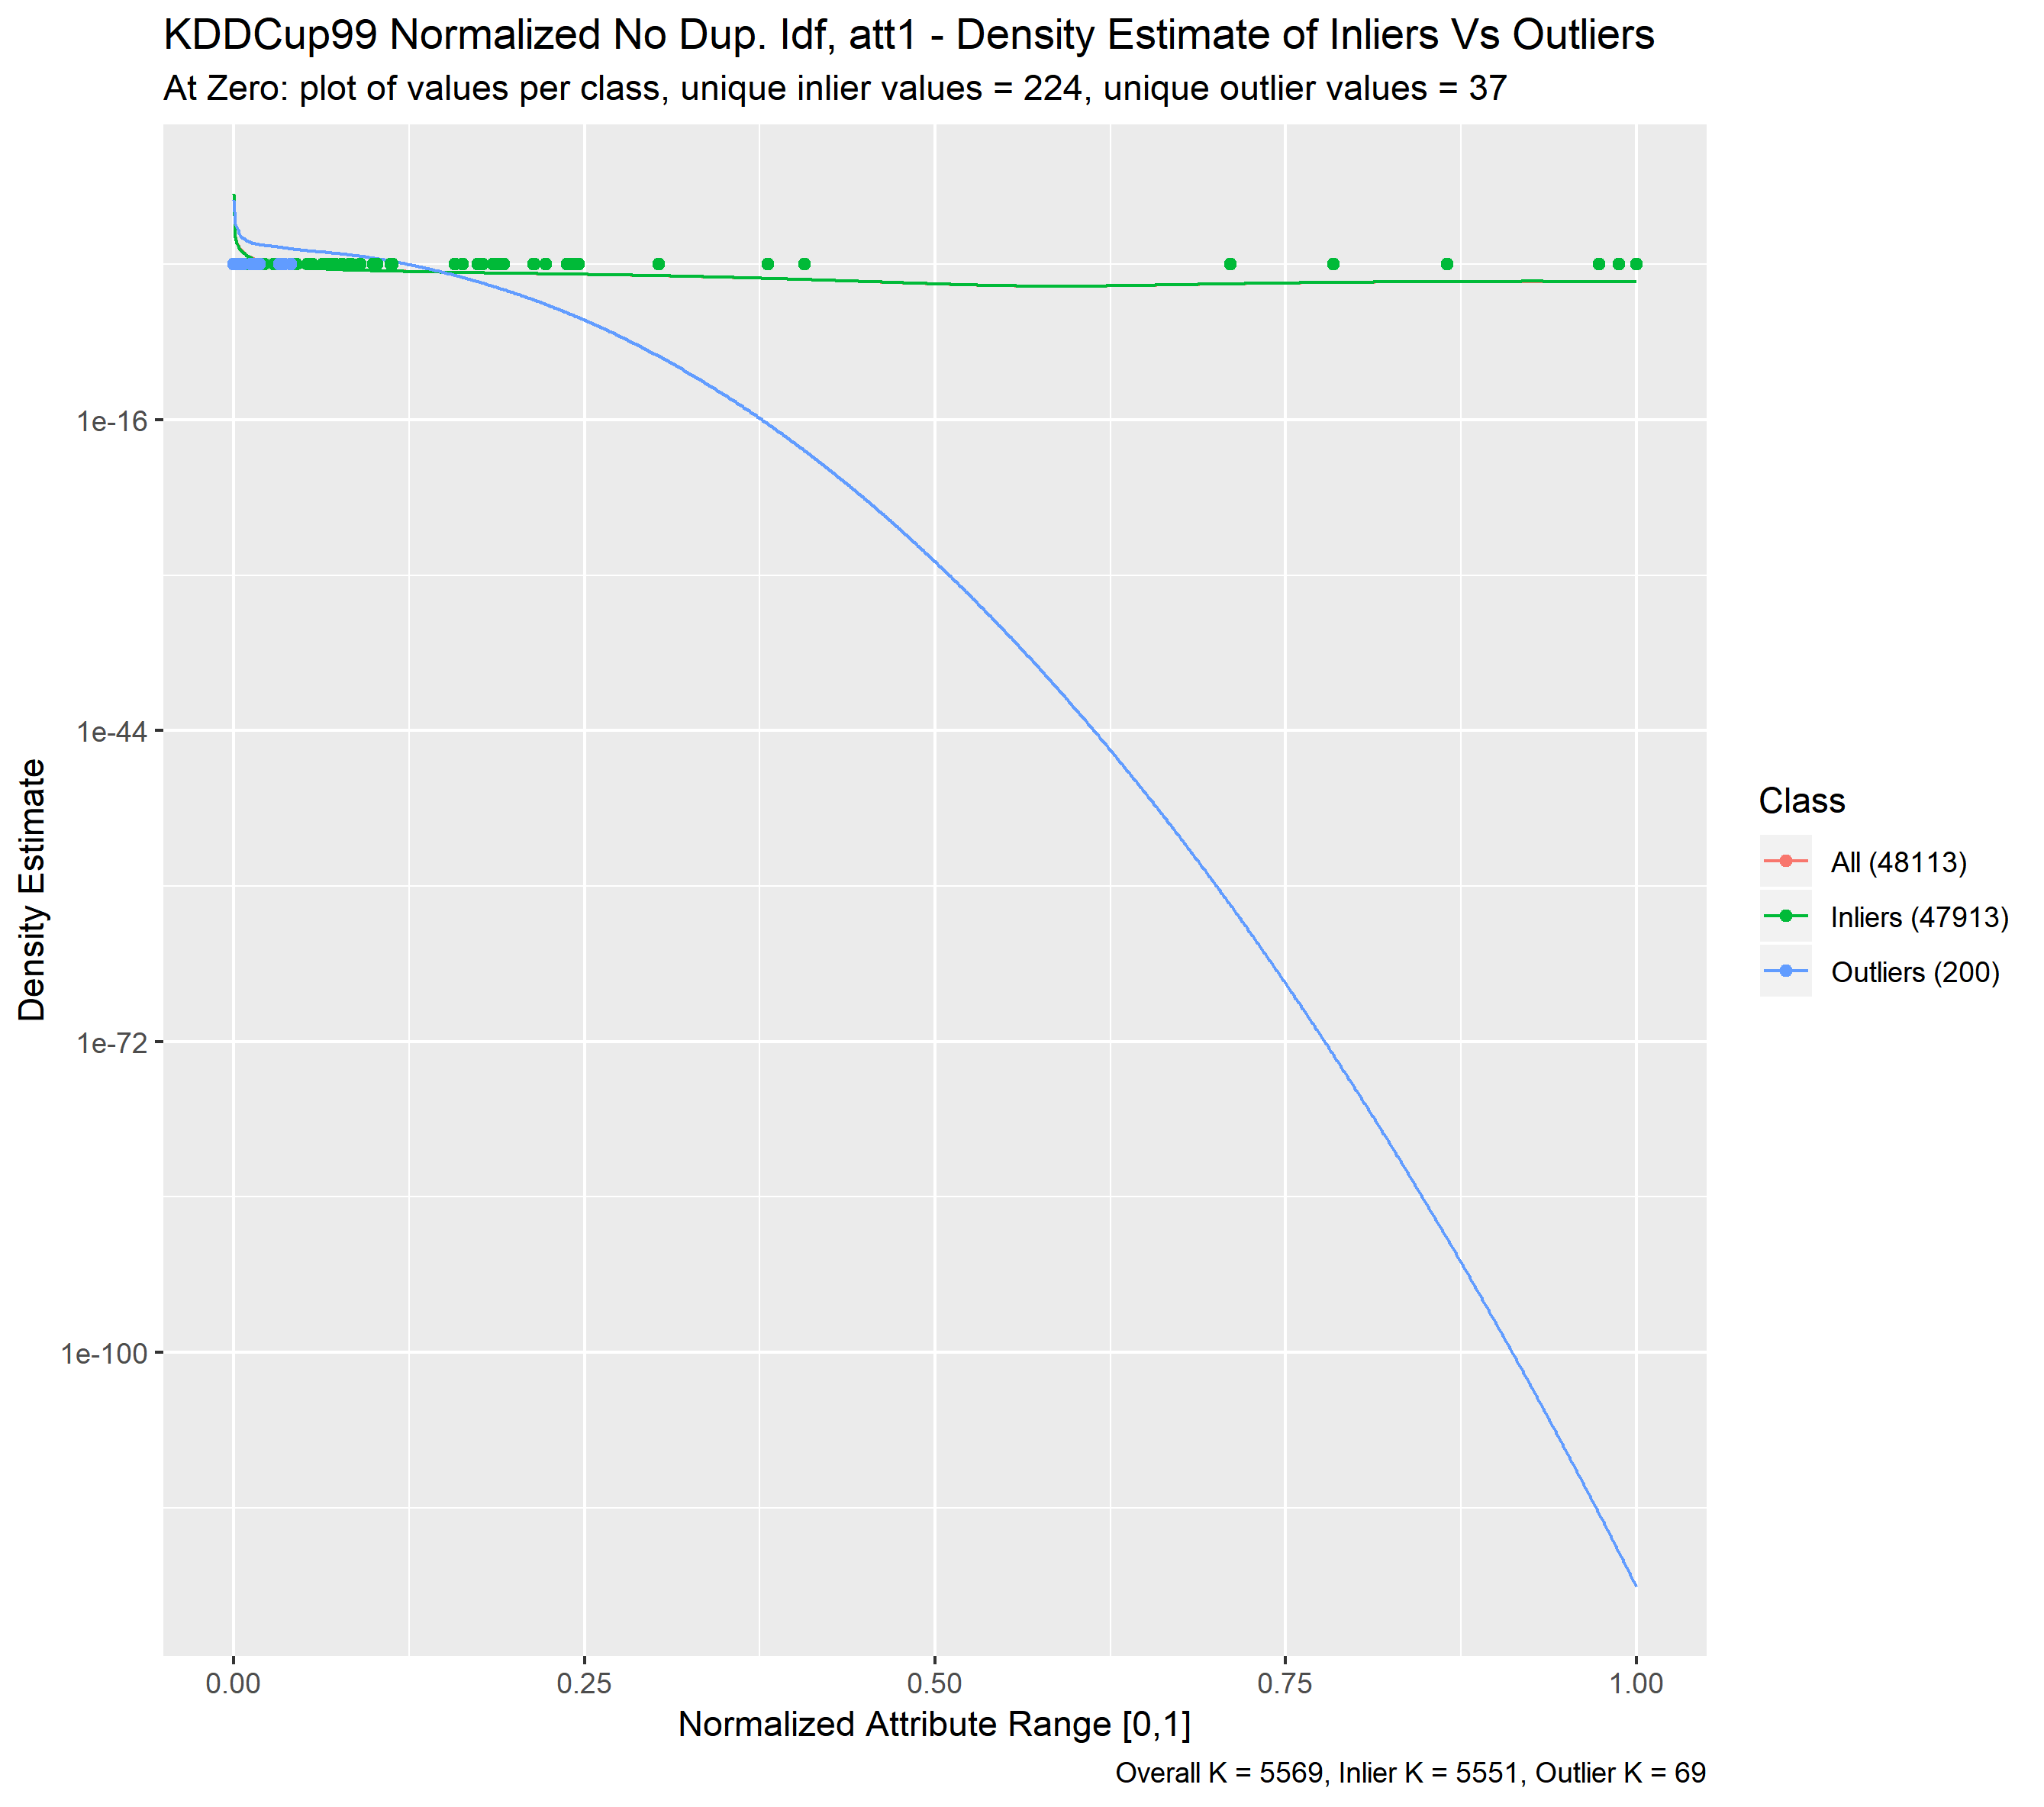 KDDCup99 Normalized No Dup. Idf, att1 - Density Estimate of Inliers Vs Outliers
At Zero: plot of values per class, unique inlier values = 224, unique outlier values = 37
Density Estimate
1e-16
1e-44
1e-72
1e-100
0.00
0.25
0.50
0.75
1.00
Normalized Attribute Range [0,1]
Class
All (48113)
Inliers (47913)
Outliers (200)
Overall K = 5569, Inlier K = 5551, Outlier K = 69